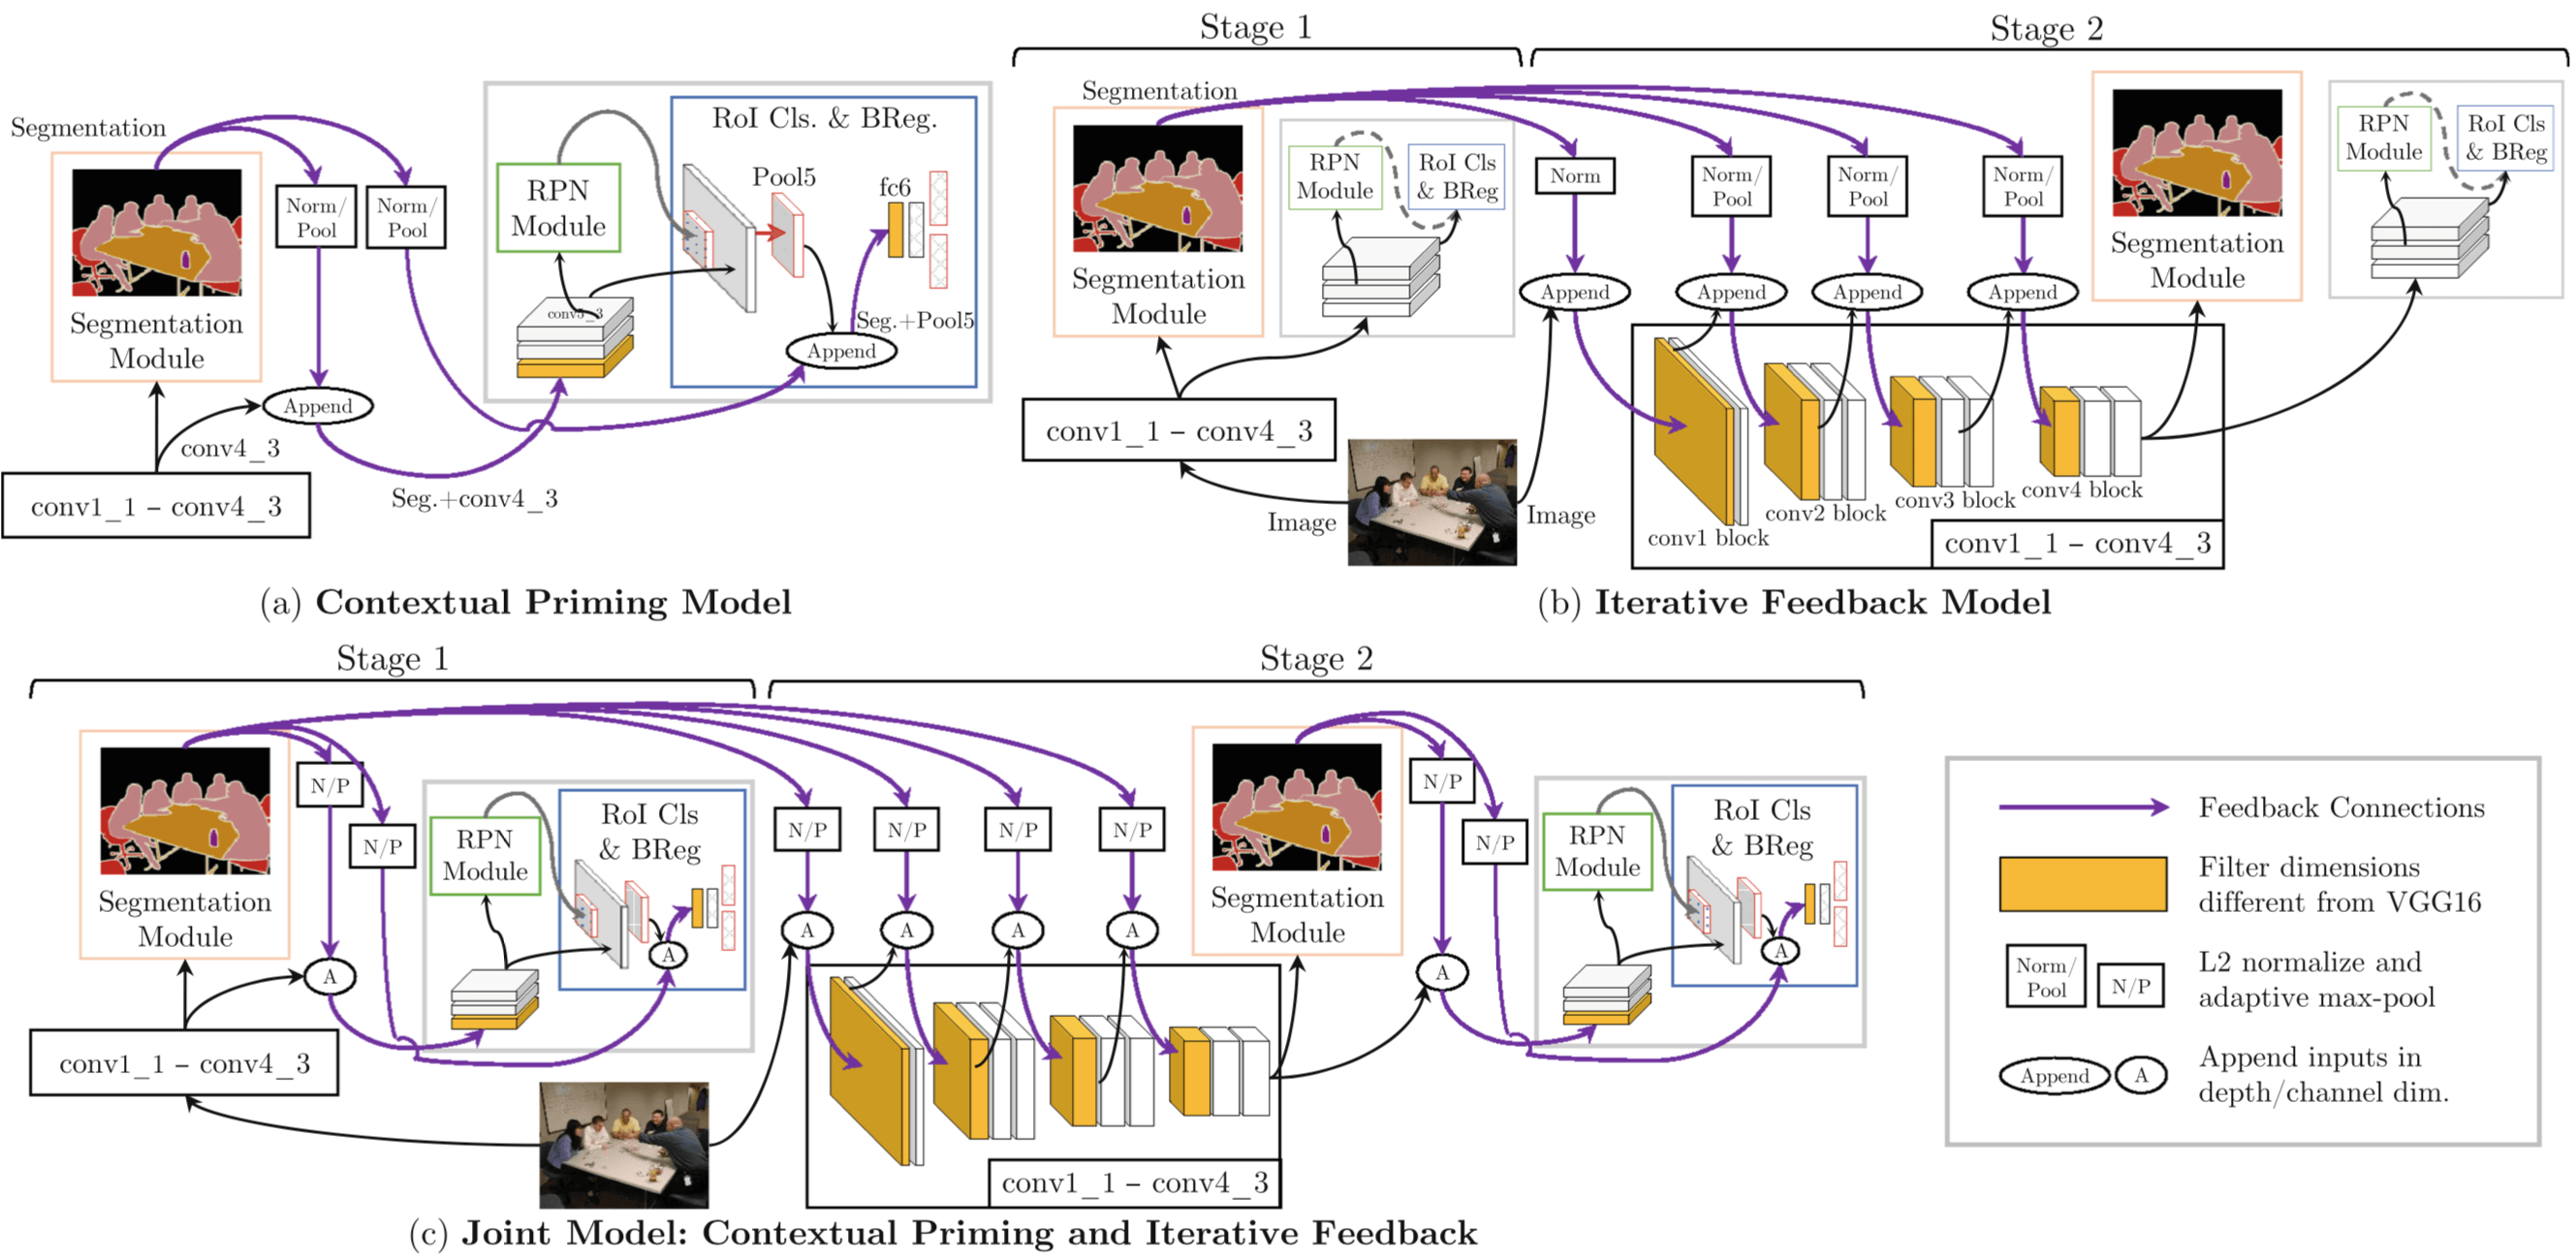 Segmentation
Segmentation
Module
Norm/
Pool
Norm/
Pool
Append
conv4_3
conv1_1 – conv4_3
Seg.+conv4_3
RPN
Module
conv5_3
RoI Cls. & BReg.
Pool5
fc6
Seg.+Pool5
Append
(a) Contextual Priming Model
Stage 1
Segmentation
Segmentation
Module
RPN
Module
RoI Cls
& BReg
conv1_1 – conv4_3
Image
Image
Stage 2
Norm
Norm/
Pool
Norm/
Pool
Norm/
Pool
Append
Append
Append
Append
conv1 block
conv2 block
conv3 block
conv4 block
conv1_1 – conv4_3
Segmentation
Module
RPN
Module
RoI Cls
& BReg
(b) Iterative Feedback Model
Stage 1
Segmentation
Module
N/P
N/P
A
conv1_1 – conv4_3
RPN
Module
RoI Cls
& BReg
A
Stage 2
N/P
N/P
N/P
N/P
A
A
A
A
conv1_1 – conv4_3
Segmentation
Module
N/P
N/P
A
RPN
Module
RoI Cls
& BReg
A
(c) Joint Model: Contextual Priming and Iterative Feedback
Feedback Connections
Filter dimensions
different from VGG16
Norm/
Pool
N/P
L2 normalize and
adaptive max-pool
Append
A
Append inputs in
depth/channel dim.